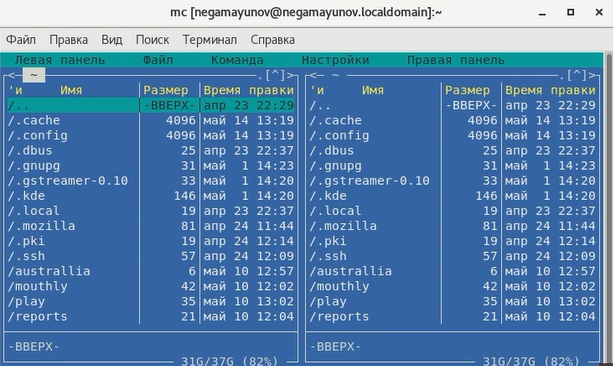 mc [negamayunov@negamayunov.localdomain]:~
Файл Правка Вид Поиск Терминал Справка
Левая панель Файл Команда Настройки Правая панель
<— ~ .[^]> <— ~ .[^]>
'и Имя Размер Время правки 'и Имя Размер Время правки
/.. -ВВЕРХ- апр 23 22:29 /.. -ВВЕРХ- апр 23 22:29
/.cache 4096 май 14 13:19 /.cache 4096 май 14 13:19
/.config 4096 май 14 13:19 /.config 4096 май 14 13:19
/.dbus 25 апр 23 22:37 /.dbus 25 апр 23 22:37
/.gnupg 31 май 1 14:23 /.gnupg 31 май 1 14:23
/.gstreamer-0.10 33 май 1 14:20 /.gstreamer-0.10 33 май 1 14:20
/.kde 146 май 1 14:20 /.kde 146 май 1 14:20
/.local 19 апр 23 22:37 /.local 19 апр 23 22:37
/.mozilla 81 апр 24 11:44 /.mozilla 81 апр 24 11:44
/.pki 19 апр 24 12:14 /.pki 19 апр 24 12:14
/.ssh 57 апр 24 12:09 /.ssh 57 апр 24 12:09
/australlia 6 май 10 12:57 /australlia 6 май 10 12:57
/mouthly 42 май 10 12:02 /mouthly 42 май 10 12:02
/play 35 май 10 13:02 /play 35 май 10 13:02
/reports 21 май 10 12:04 /reports 21 май 10 12:04
-ВВЕРХ- -ВВЕРХ-
31G/37G (82%) 31G/37G (82%)